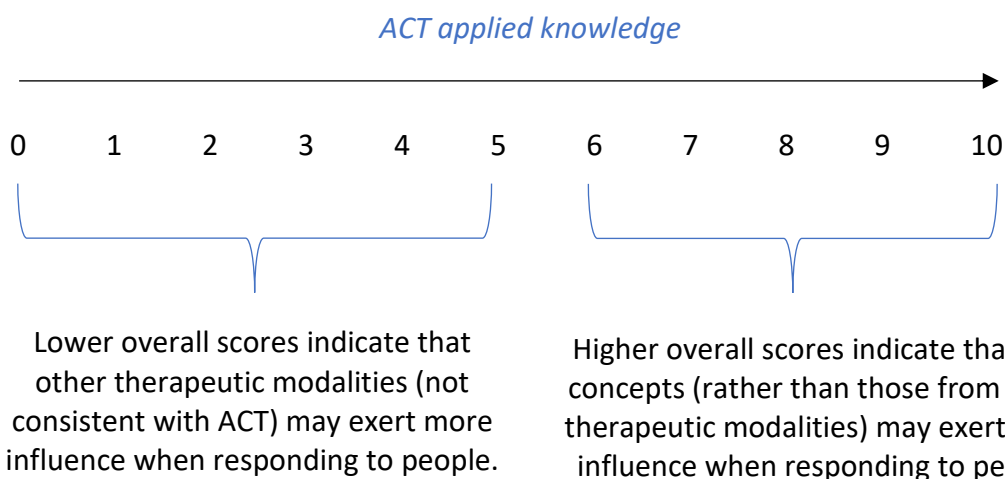 ACT applied knowledge
0 1 2 3 4 5 6 7 8 9 10
Lower overall scores indicate that
other therapeutic modalities (not
consistent with ACT) may exert more
influence when responding to people.
Higher overall scores indicate tha
concepts (rather than those from
therapeutic modalities) may exert
influence when responding to pe